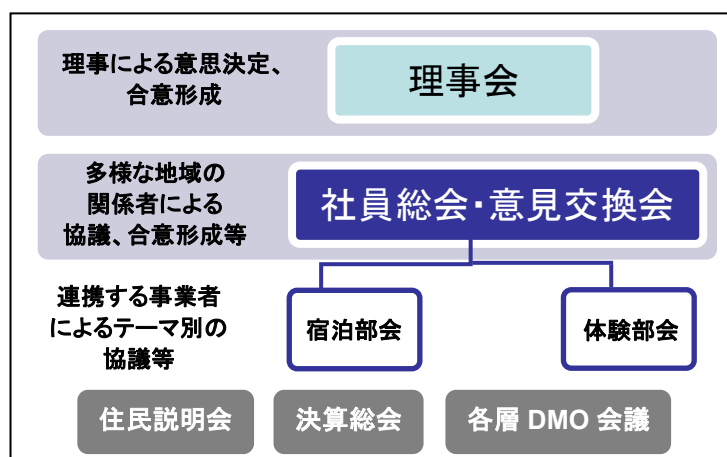 理事による意思決定、
合意形成
理事会
多様な地域の
関係者による
協議、合意形成等
社員総会・意見交換会
連携する事業者
によるテーマ別の
協議等
宿泊部会
体験部会
住民説明会
決算総会
各層 DMO 会議